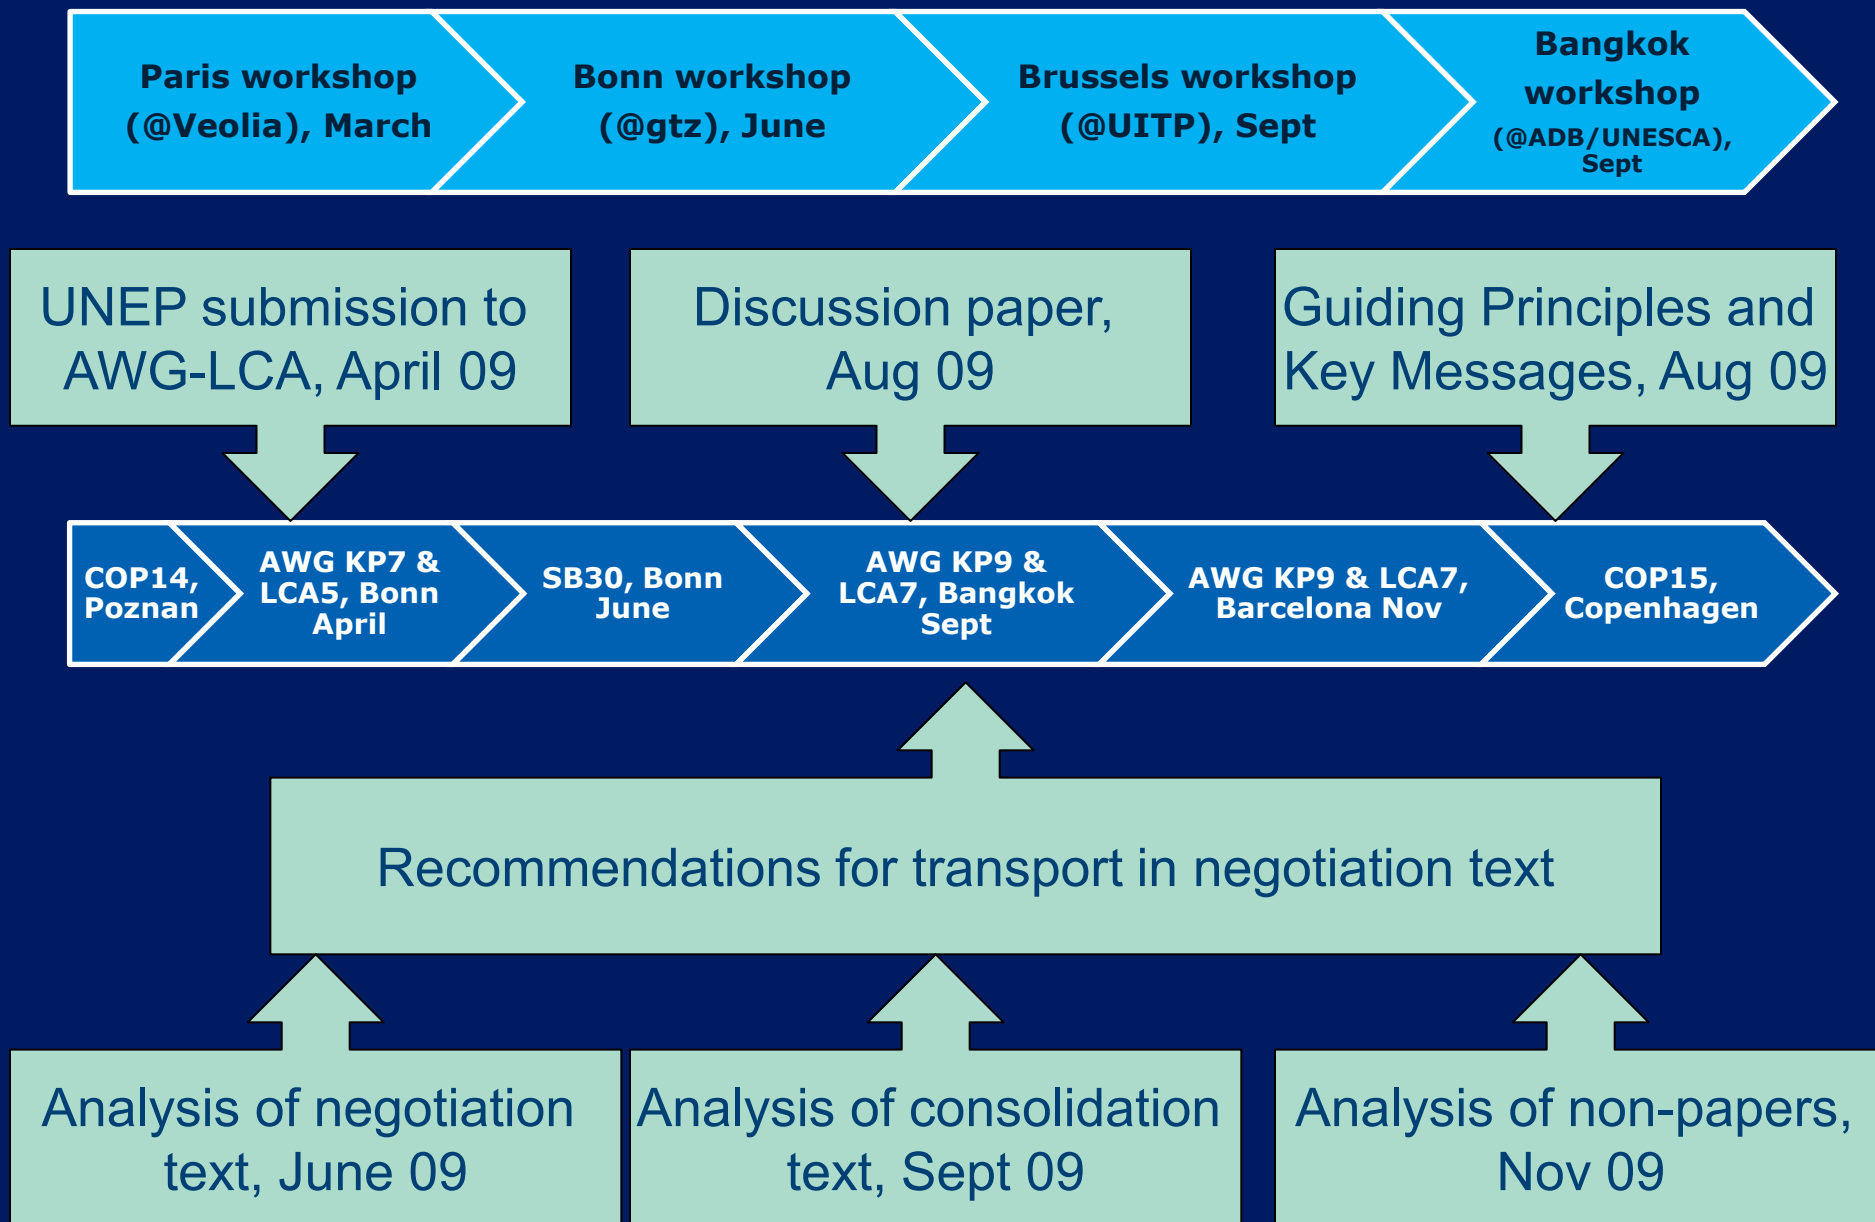 Paris workshop
(@Veolia), March
Bonn workshop
(@gtz), June
Brussels workshop
(@UITP), Sept
Bangkok
workshop
(@ADB/UNESCA),
Sept
UNEP submission to
AWG-LCA, April 09
Discussion paper,
Aug 09
Guiding Principles and
Key Messages, Aug 09
COP14,
Poznan
AWG KP7 &
LCA5, Bonn
April
SB30, Bonn
June
AWG KP9 &
LCA7, Bangkok
Sept
AWG KP9 & LCA7,
Barcelona Nov
COP15,
Copenhagen
Recommendations for transport in negotiation text
Analysis of negotiation
text, June 09
Analysis of consolidation
text, Sept 09
Analysis of non-papers,
Nov 09